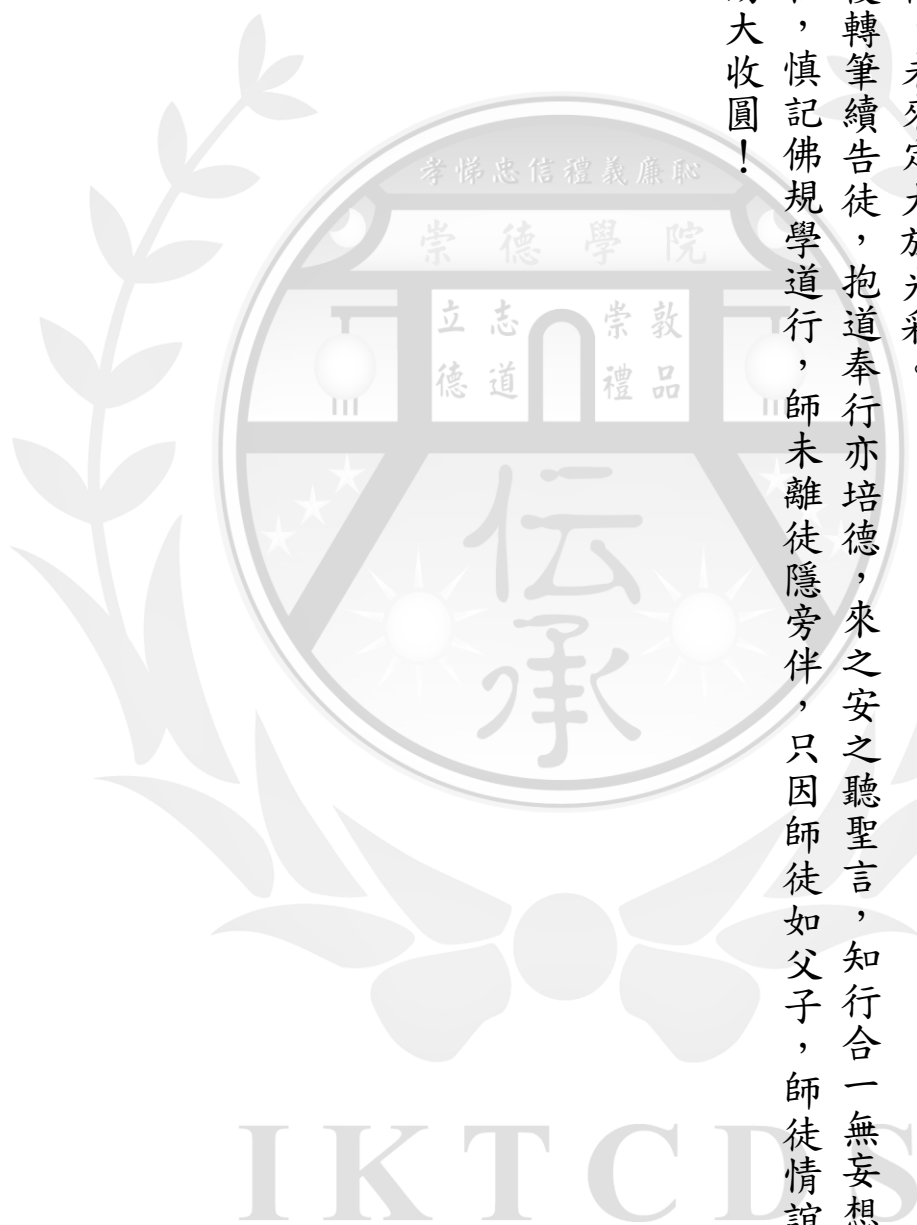 來定大放光彩。
轉筆續告徒，抱道奉行亦培德，來之安之聽聖言，知行合一無妄想
，慎記佛規學道行，師未離徒隱旁伴，只因師徒如父子，師徒情誼
大收圓！
孝悌忠信禮義廉恥
崇德學院
立志 崇敦
德道 禮品
伝承
IKTCDS